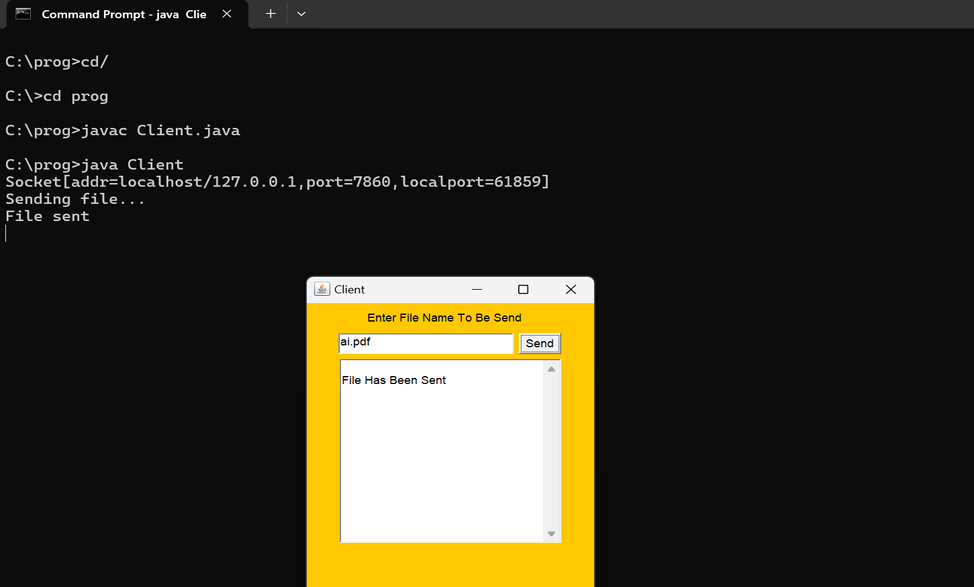 Command Prompt - java Clie
C:\prog>cd/
C:\>cd prog
C:\prog>javac Client.java
C:\prog>java Client
Socket[addr=localhost/127.0.0.1,port=7860,localport=61859]
Sending file...
File sent
Client
Enter File Name To Be Send
ai.pdf
Send
File Has Been Sent